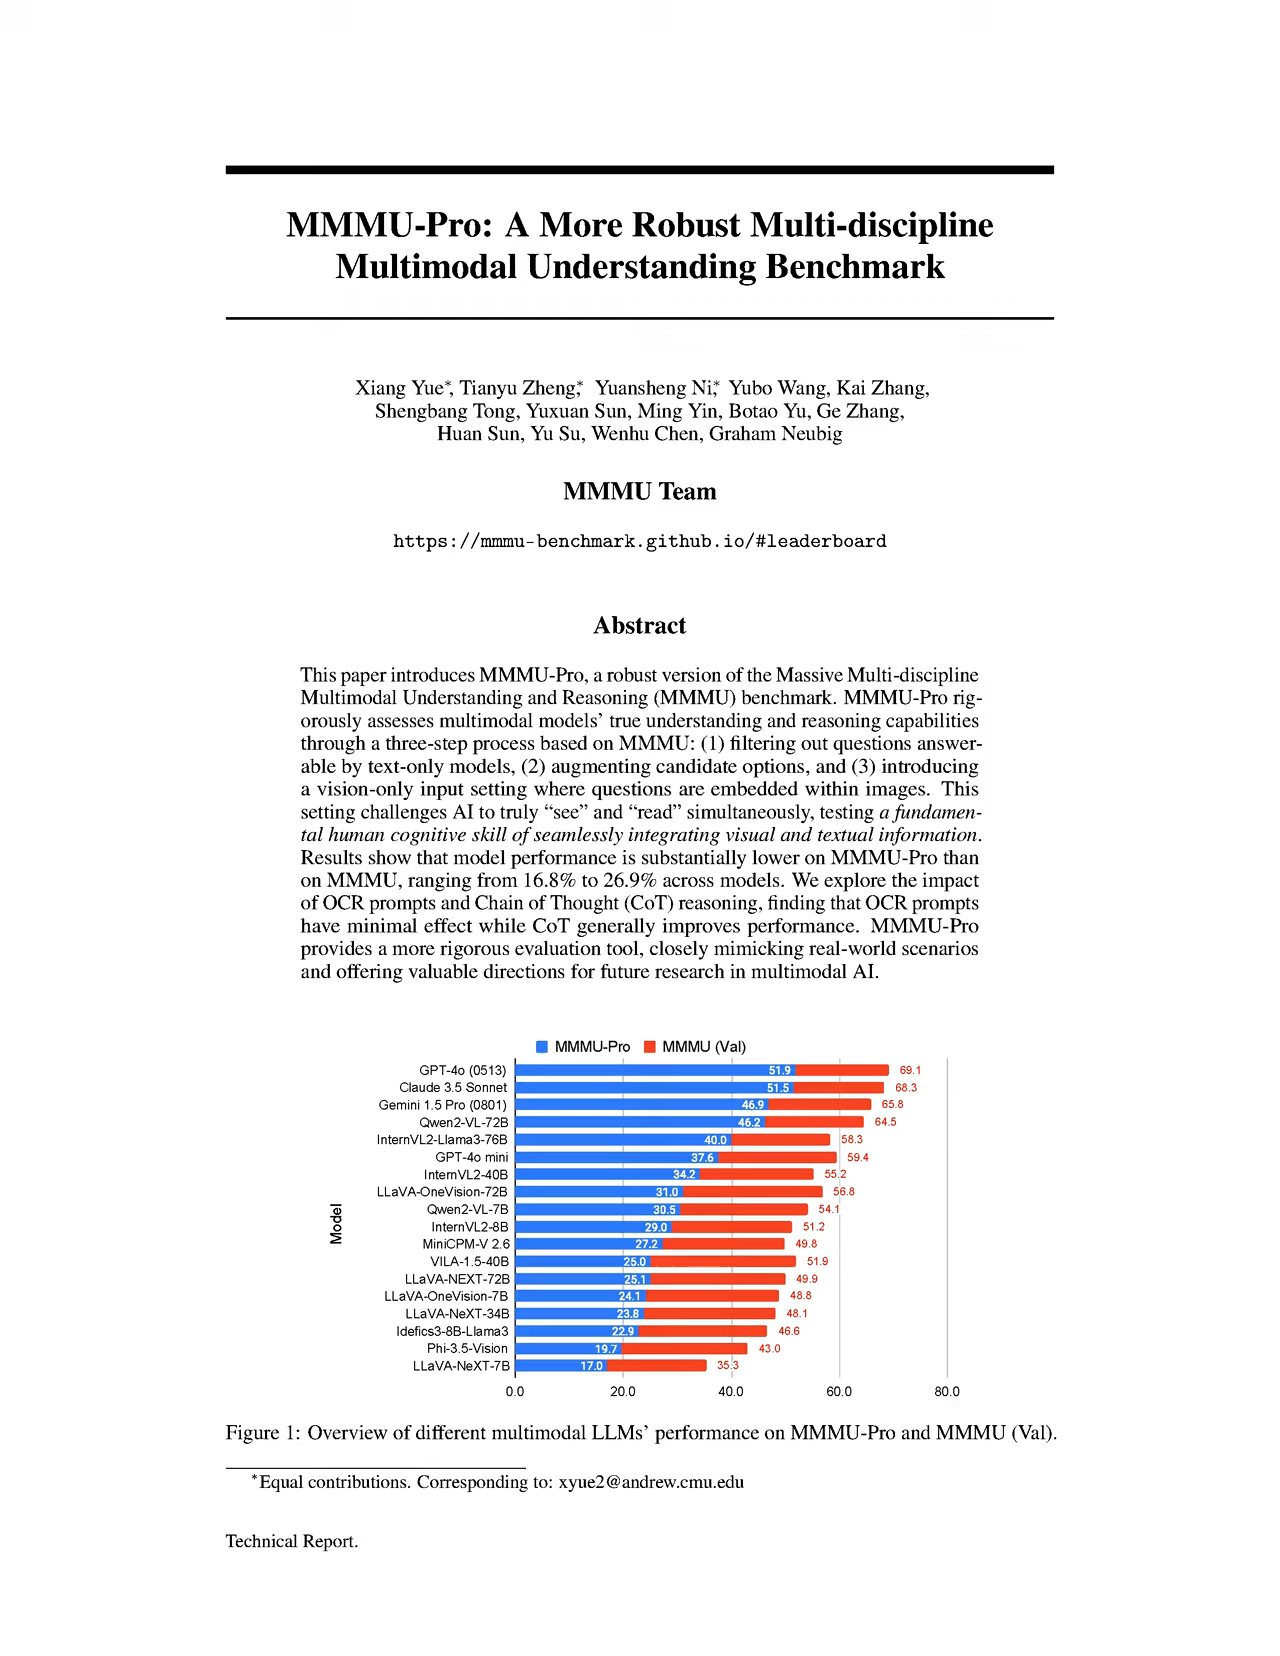 MMMU-Pro: A More Robust Multi-discipline
Multimodal Understanding Benchmark
Xiang Yue*, Tianyu Zheng*, Yuansheng Ni*, Yubo Wang, Kai Zhang,
Shengbang Tong, Yuxuan Sun, Ming Yin, Botao Yu, Ge Zhang,
Huan Sun, Yu Su, Wenhu Chen, Graham Neubig
MMMU Team
https://mmmu-benchmark.github.io/#leaderboard
Abstract
This paper introduces MMMU-Pro, a robust version of the Massive Multi-discipline
Multimodal Understanding and Reasoning (MMMU) benchmark. MMMU-Pro rig-
orously assesses multimodal models’ true understanding and reasoning capabilities
through a three-step process based on MMMU: (1) filtering out questions answer-
able by text-only models, (2) augmenting candidate options, and (3) introducing
a vision-only input setting where questions are embedded within images. This
setting challenges AI to truly “see” and “read” simultaneously, testing a fundamen-
tal human cognitive skill of seamlessly integrating visual and textual information.
Results show that model performance is substantially lower on MMMU-Pro than
on MMMU, ranging from 16.8% to 26.9% across models. We explore the impact
of OCR prompts and Chain of Thought (CoT) reasoning, finding that OCR prompts
have minimal effect while CoT generally improves performance. MMMU-Pro
provides a more rigorous evaluation tool, closely mimicking real-world scenarios
and offering valuable directions for future research in multimodal AI.
MMMU-Pro MMMU (Val)
GPT-4o (0513) 51.9 69.1
Claude 3.5 Sonnet 51.5 68.3
Gemini 1.5 Pro (0801) 46.9 65.8
Qwen2-VL-72B 46.2 64.5
InternVL2-Llama3-76B 40.0 58.3
GPT-4o mini 37.6 59.4
InternVL2-40B 34.2 55.2
LLaVA-OneVision-72B 31.0 56.8
Qwen2-VL-7B 30.5 54.1
Model
InternVL2-8B 29.0 51.2
MiniCPM-V 2.6 27.2 49.8
VILA-1.5-40B 25.0 51.9
LLaVA-NEXT-72B 25.1 49.9
LLaVA-OneVision-7B 24.1 48.8
LLaVA-NeXT-34B 23.8 48.1
Idefics3-8B-Llama3 22.9 46.6
Phi-3.5-Vision 19.7 43.0
LLaVA-NeXT-7B 17.0 35.3
0.0 20.0 40.0 60.0 80.0
Figure 1: Overview of different multimodal LLMs’ performance on MMMU-Pro and MMMU (Val).
*Equal contributions. Corresponding to: xyue2@andrew.cmu.edu
Technical Report.